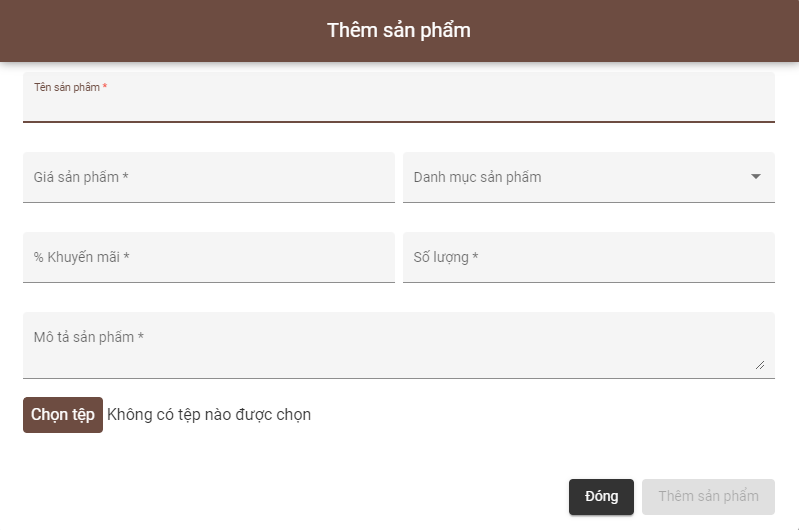 Thêm sản phẩm
Tên sản phẩm *
Giá sản phẩm *
Danh mục sản phẩm
% Khuyến mãi *
Số lượng *
Mô tả sản phẩm *
Chọn tệp Không có tệp nào được chọn
Đóng
Thêm sản phẩm